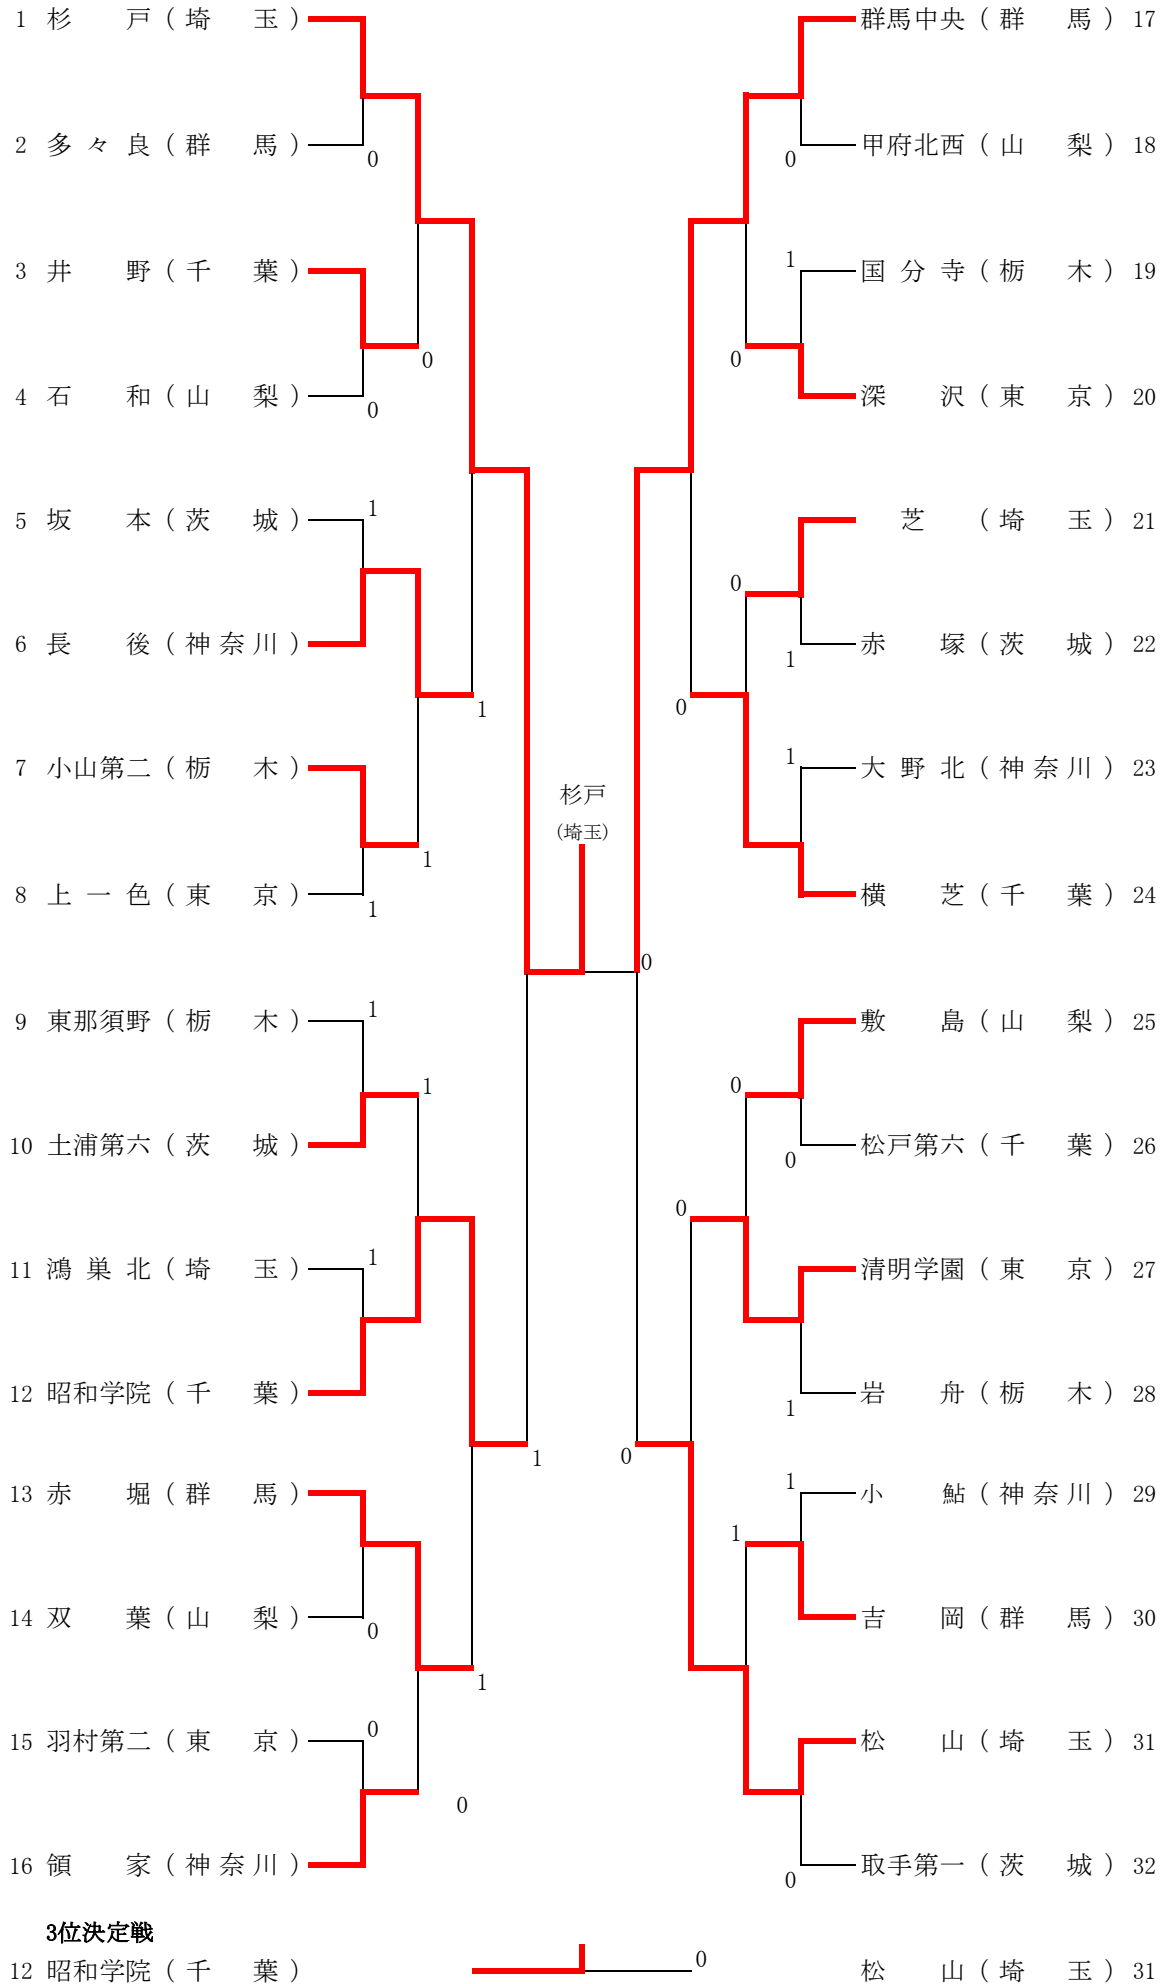 1 杉 戸 ( 埼 玉 )
0
2 多 々 良 ( 群 馬 )
3 井 野 ( 千 葉 )
0
4 石 和 ( 山 梨 )
0
5 坂 本 ( 茨 城 )
1
6 長 後 ( 神 奈 川 )
1
7 小山第二 ( 栃 木 )
1
8 上 一 色 ( 東 京 )
1
9 東那須野 ( 栃 木 )
1
1
10 土浦第六 ( 茨 城 )
11 鴻 巣 北 ( 埼 玉 )
1
12 昭和学院 ( 千 葉 )
1
13 赤 堀 ( 群 馬 )
14 双 葉 ( 山 梨 )
0
1
15 羽村第二 ( 東 京 )
0
0
16 領 家 ( 神 奈 川 )
杉戸
(埼玉)
0
群馬中央 ( 群 馬 ) 17
甲府北西 ( 山 梨 ) 18
0
1
国 分 寺 ( 栃 木 ) 19
0
深 沢 ( 東 京 ) 20
芝 ( 埼 玉 ) 21
0
赤 塚 ( 茨 城 ) 22
1
0
1
大 野 北 ( 神 奈 川 ) 23
横 芝 ( 千 葉 ) 24
敷 島 ( 山 梨 ) 25
0
松戸第六 ( 千 葉 ) 26
0
0
清明学園 ( 東 京 ) 27
岩 舟 ( 栃 木 ) 28
1
0
1
小 鮎 ( 神 奈 川 ) 29
1
吉 岡 ( 群 馬 ) 30
松 山 ( 埼 玉 ) 31
取手第一 ( 茨 城 ) 32
0
3位決定戦
12 昭和学院 ( 千 葉 ) 0 松 山 ( 埼 玉 ) 31